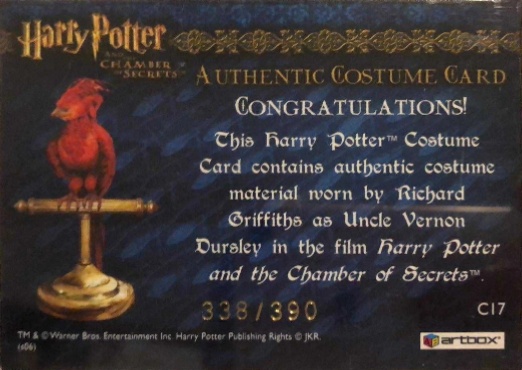 Harry Potter
AND THE
CHAMBER
OF SECRETS™
AUTHENTIC COSTUME CARD
CONGRATULATIONS!
This Harry Potter™ Costume
Card contains authentic costume
material worn by Richard
Griffiths as Uncle Vernon
Dursley in the film Harry Potter
and the Chamber of Secrets™.
338/390
C17
TM & © Warner Bros. Entertainment Inc Harry Potter Publishing Rights © JKR.
(s06)
artbox